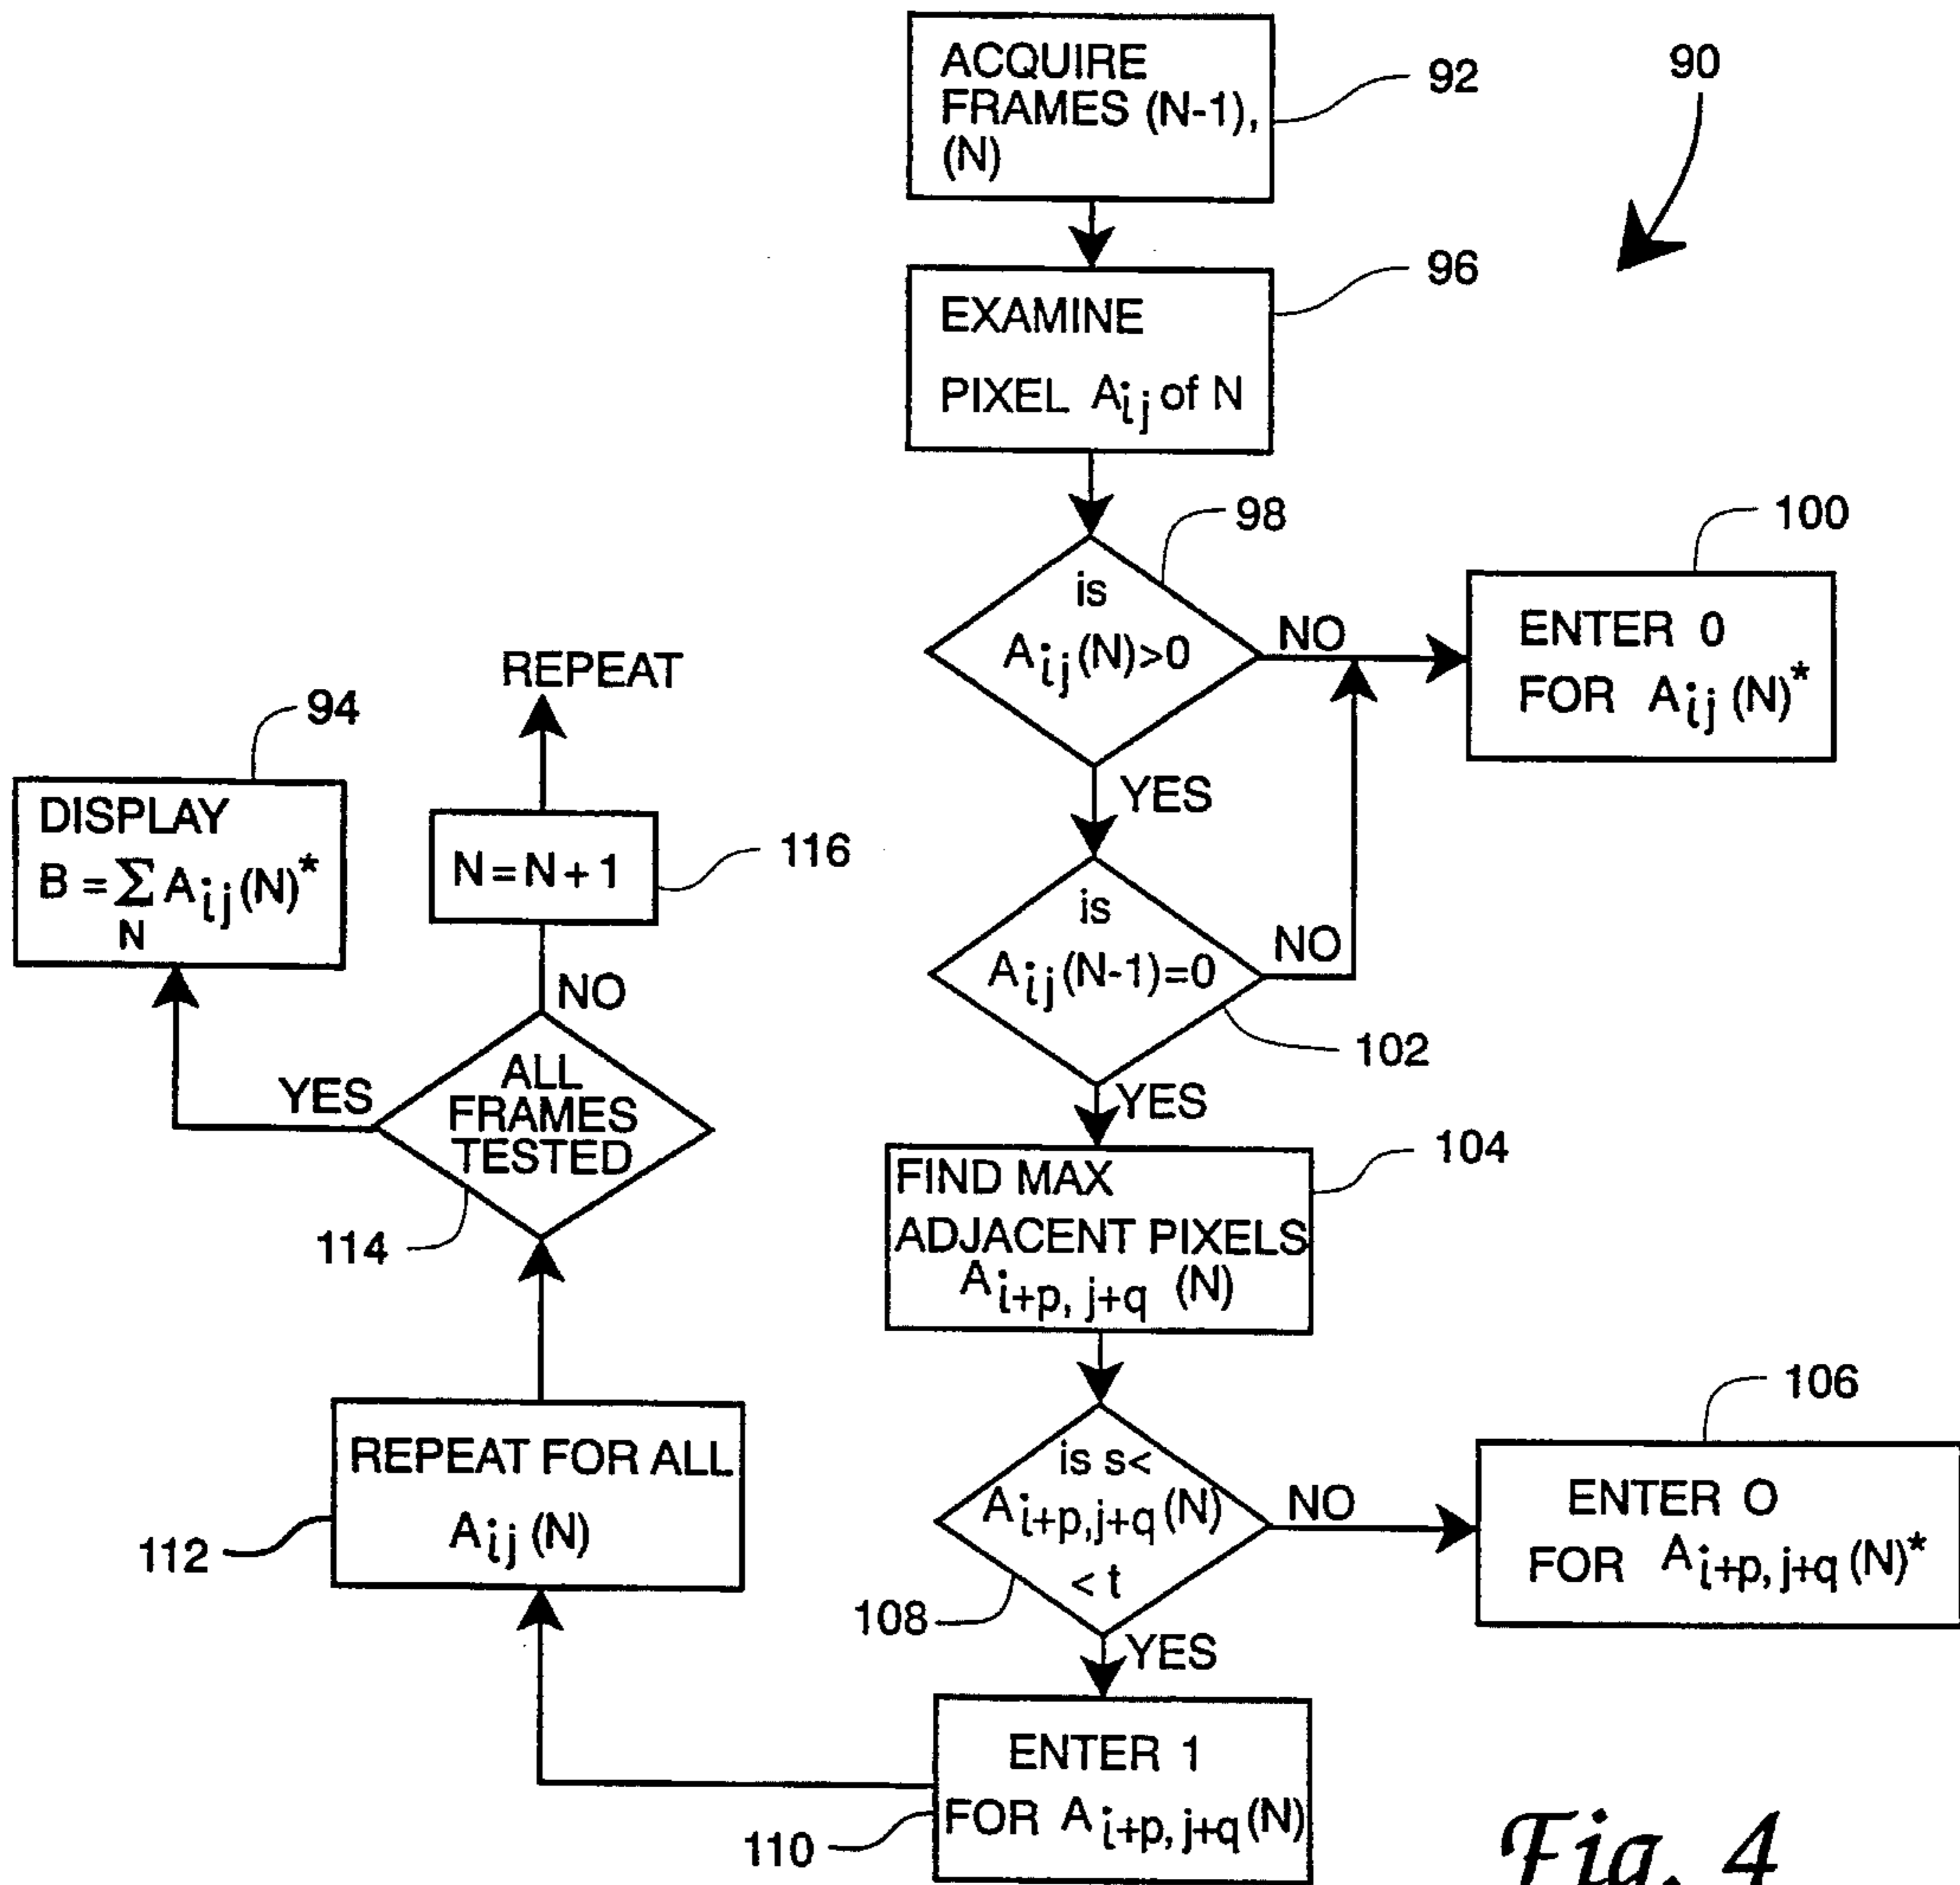 ACQUIRE
FRAMES (N-1),
(N)
92
90
EXAMINE
PIXEL Aij of N
96
is
Aij(N)>0
98
NO
YES
ENTER 0
FOR Aij(N)*
100
is
Aij(N-1)=0
102
NO
YES
FIND MAX
ADJACENT PIXELS
Ai+p, j+q (N)
104
is s<
Ai+p,j+q(N)
< t
108
NO
YES
ENTER O
FOR Ai+p, j+q(N)*
106
ENTER 1
FOR Ai+p, j+q(N)
110
REPEAT FOR ALL
Aij(N)
112
ALL
FRAMES
TESTED
114
YES
NO
N=N+1
116
REPEAT
DISPLAY
B = ∑ Aij(N)*
N
94
Fig. 4